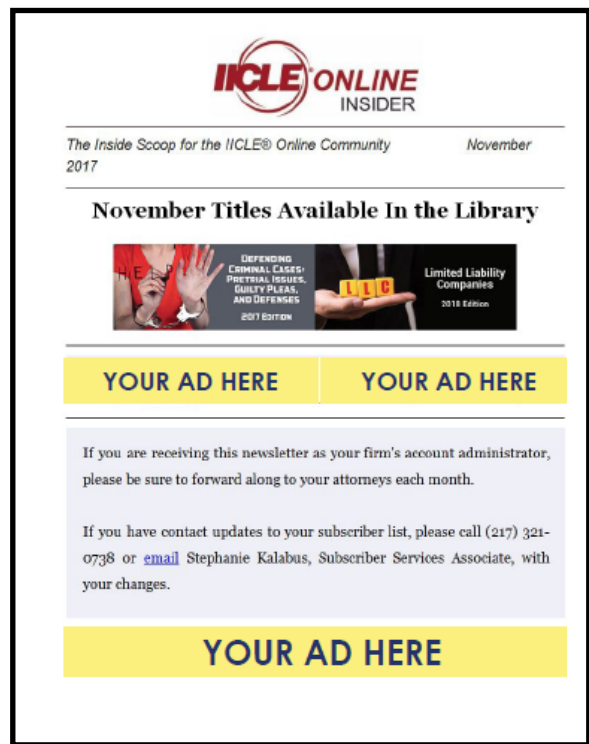 IICLE® ONLINE
INSIDER
The Inside Scoop for the IICLE® Online Community November
2017
November Titles Available In the Library
HELP
DEFENDING
CRIMINAL CASES:
PRETRIAL ISSUES,
GUILTY PLEAS,
AND DEFENSES
2017 EDITION
LLC
Limited Liability
Companies
2018 Edition
YOUR AD HERE YOUR AD HERE
If you are receiving this newsletter as your firm's account administrator,
please be sure to forward along to your attorneys each month.
If you have contact updates to your subscriber list, please call (217) 321-
0738 or email Stephanie Kalabus, Subscriber Services Associate, with
your changes.
YOUR AD HERE